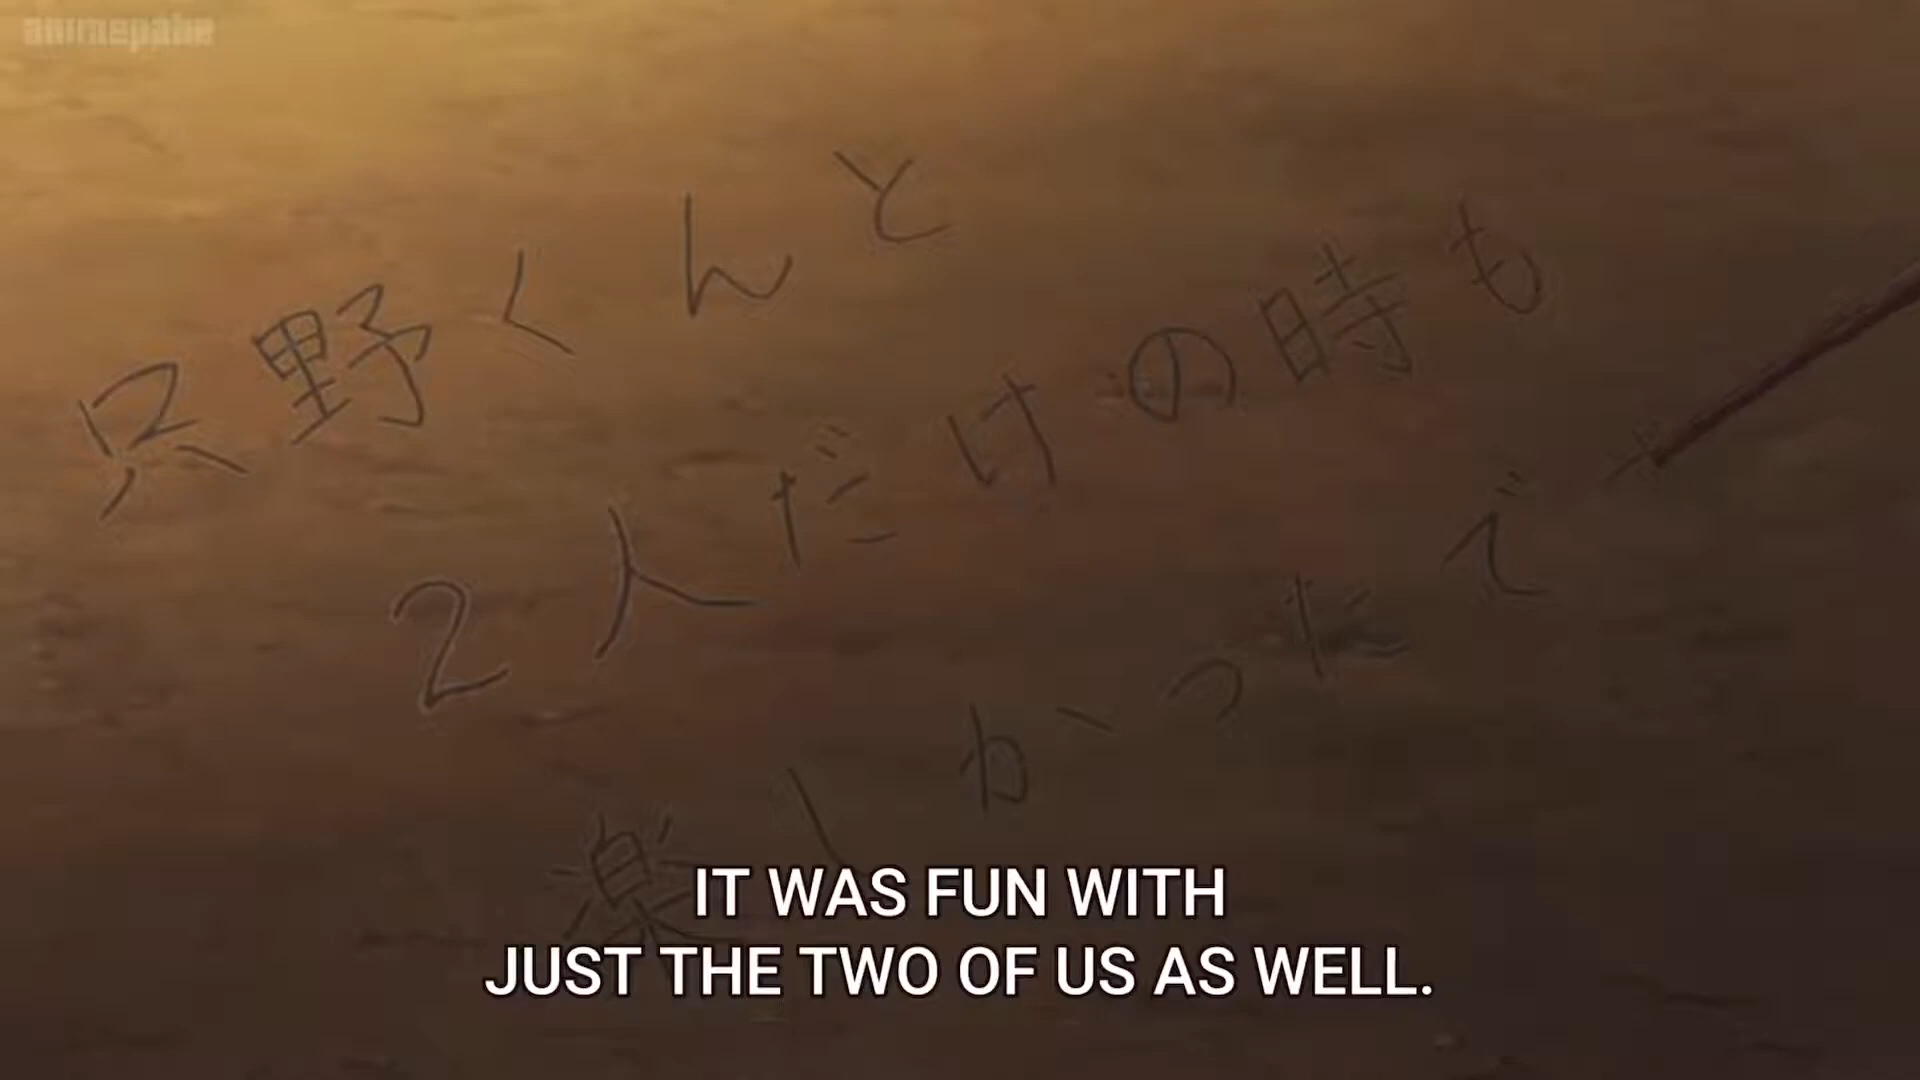 animepahe
只野くんと
2人だけの時も
楽しかったで
IT WAS FUN WITH
JUST THE TWO OF US AS WELL.